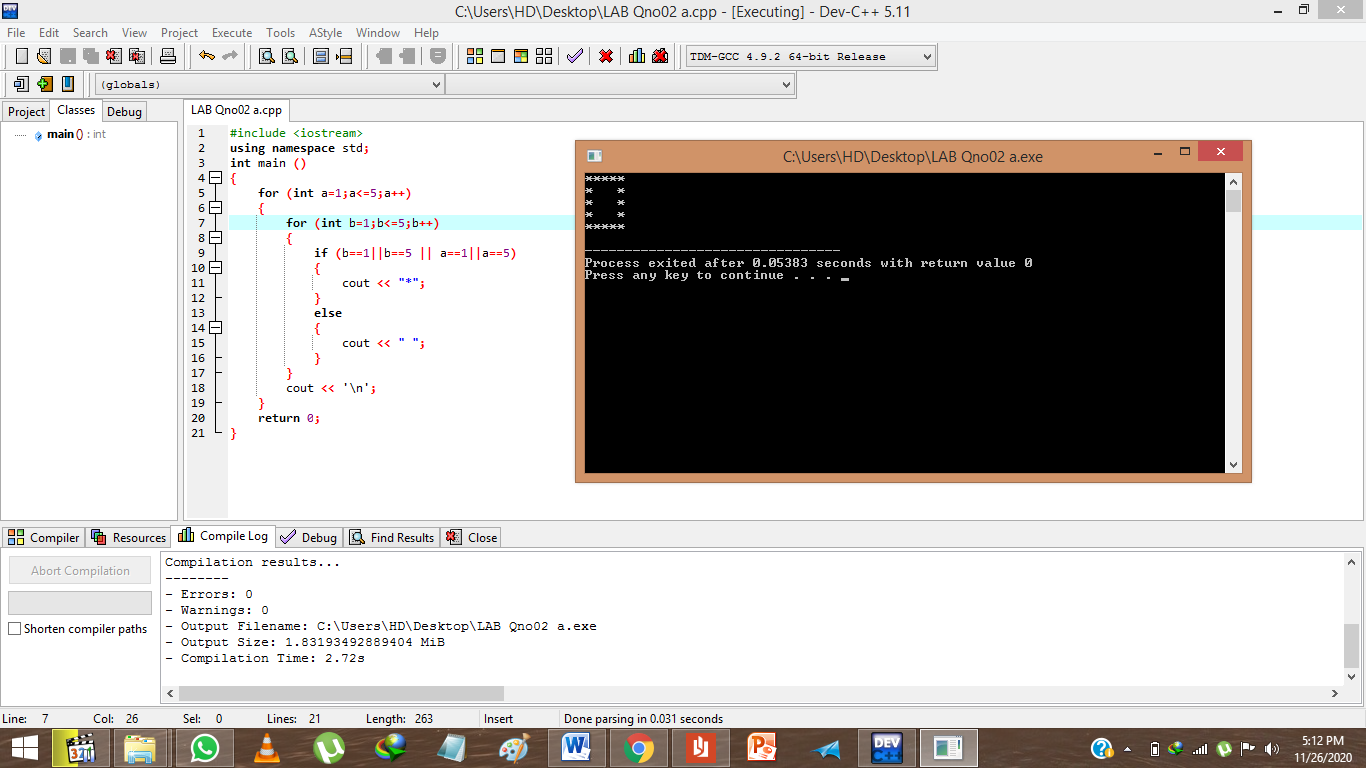 C:\Users\HD\Desktop\LAB Qno02 a.cpp - [Executing] - Dev-C++ 5.11
File Edit Search View Project Execute Tools AStyle Window Help
TDM-GCC 4.9.2 64-bit Release
(globals)
Project Classes Debug
LAB Qno02 a.cpp
main () : int
1 #include <iostream>
2 using namespace std;
3 int main ()
4 {
5     for (int a=1;a<=5;a++)
6     {
7         for (int b=1;b<=5;b++)
8         {
9             if (b==1||b==5 || a==1||a==5)
10             {
11                 cout << "*";
12             }
13             else
14             {
15                 cout << " ";
16             }
17         }
18         cout << '\n';
19     }
20     return 0;
21 }
C:\Users\HD\Desktop\LAB Qno02 a.exe
*****
*   *
*   *
*   *
*****
--------------------------------
Process exited after 0.05383 seconds with return value 0
Press any key to continue . . . _
Compiler Resources Compile Log Debug Find Results Close
Abort Compilation
Shorten compiler paths
Compilation results...
--------
- Errors: 0
- Warnings: 0
- Output Filename: C:\Users\HD\Desktop\LAB Qno02 a.exe
- Output Size: 1.83193492889404 MiB
- Compilation Time: 2.72s
Line: 7 Col: 26 Sel: 0 Lines: 21 Length: 263 Insert Done parsing in 0.031 seconds
5:12 PM
11/26/2020